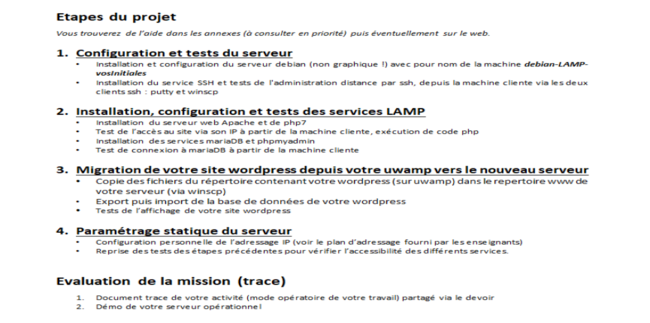 Etapes du projet
Vous trouverez de l'aide dans les annexes (à consulter en priorité) puis éventuellement sur le web.
1. Configuration et tests du serveur
• Installation et configuration du serveur debian (non graphique !) avec pour nom de la machine debian-LAMP-
vosInitiales
• Installation du service SSH et tests de l'administration distance par ssh, depuis la machine cliente via les deux
clients ssh : putty et winscp
2. Installation, configuration et tests des services LAMP
• Installation du serveur web Apache et de php7
• Test de l'accès au site via son IP à partir de la machine cliente, exécution de code php
• Installation des services mariaDB et phpmyadmin
• Test de connexion à mariaDB à partir de la machine cliente
3. Migration de votre site wordpress depuis votre uwamp vers le nouveau serveur
• Copie des fichiers du répertoire contenant votre wordpress (sur uwamp) dans le repertoire www de
votre serveur (via winscp)
• Export puis import de la base de données de votre wordpress
• Tests de l'affichage de votre site wordpress
4. Paramétrage statique du serveur
• Configuration personnelle de l'adressage IP (voir le plan d'adressage fourni par les enseignants)
• Reprise des tests des étapes précédentes pour vérifier l'accessibilité des différents services.
Evaluation de la mission (trace)
1. Document trace de votre activité (mode opératoire de votre travail) partagé via le devoir
2. Démo de votre serveur opérationnel